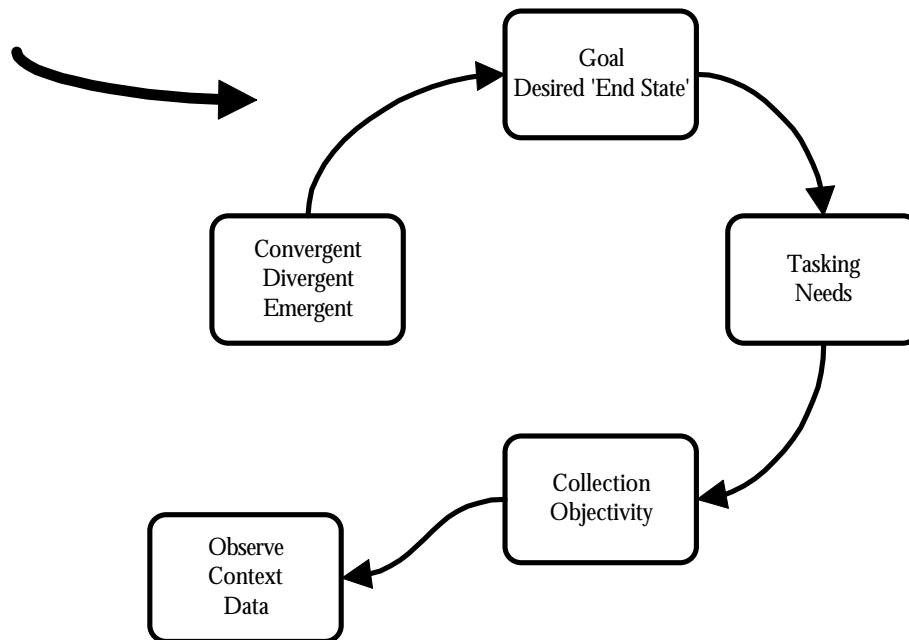 Goal
Desired 'End State'
Convergent
Divergent
Emergent
Tasking
Needs
Collection
Objectivity
Observe
Context
Data